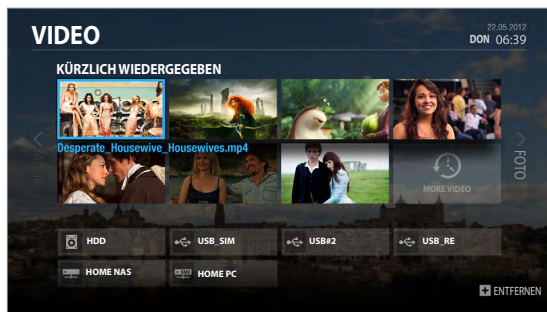 VIDEO
22.05.2012
DON 06:39
KÜRZLICH WIEDERGEGEBEN
Desperate_Housewive_Housewives.mp4
FOTO
MORE VIDEO
HDD
USB_SIM
USB#2
USB_RE
HOME NAS
HOME PC
ENTFERNEN